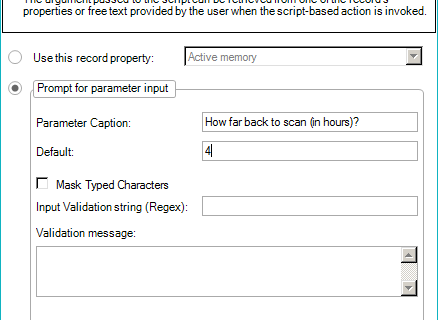 The argument passed to the script can be retrieved from one of the record's
properties or free text provided by the user when the script-based action is invoked.
Use this record property:
Active memory
Prompt for parameter input
Parameter Caption:
How far back to scan (in hours)?
Default:
4
Mask Typed Characters
Input Validation string (Regex):
Validation message: